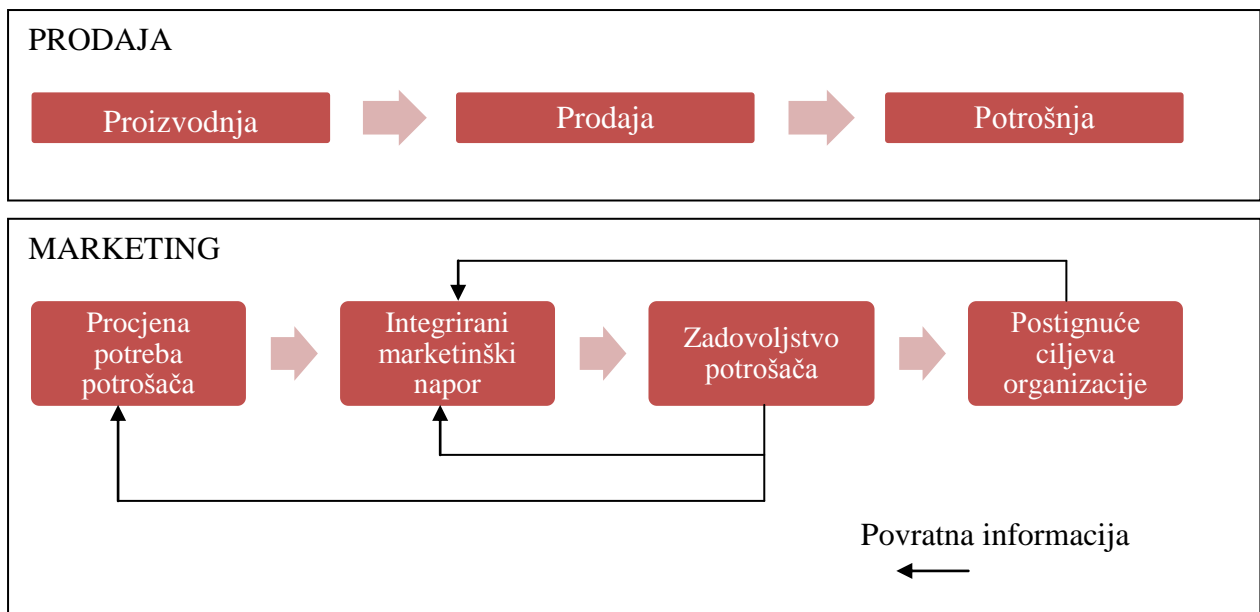 PRODAJA
Proizvodnja
Prodaja
Potrošnja
MARKETING
Procjena
potreba
potrošača
Integrirani
marketinški
napor
Zadovoljstvo
potrošača
Postignuće
ciljeva
organizacije
Povratna informacija